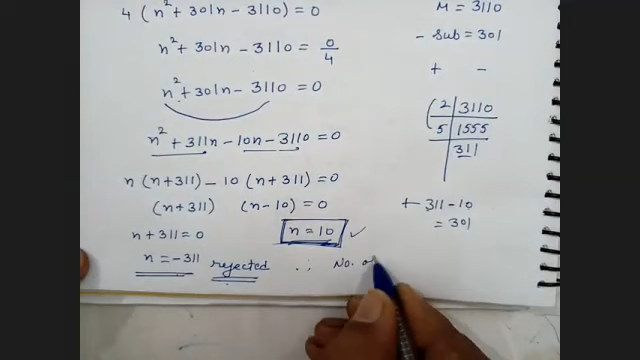 4 (n² + 301n - 3110) = 0
n² + 301n - 3110 = 0/4
n² + 301n - 3110 = 0
n² + 311n - 10n - 3110 = 0
n (n + 311) - 10 (n + 311) = 0
(n + 311) (n - 10) = 0
n + 311 = 0
n = 10 ✓
n = -311 rejected ∴ No. o
M = 3110
- Sub = 301
+ -
2 | 3110
5 | 1555
311
+ 311 - 10
= 301